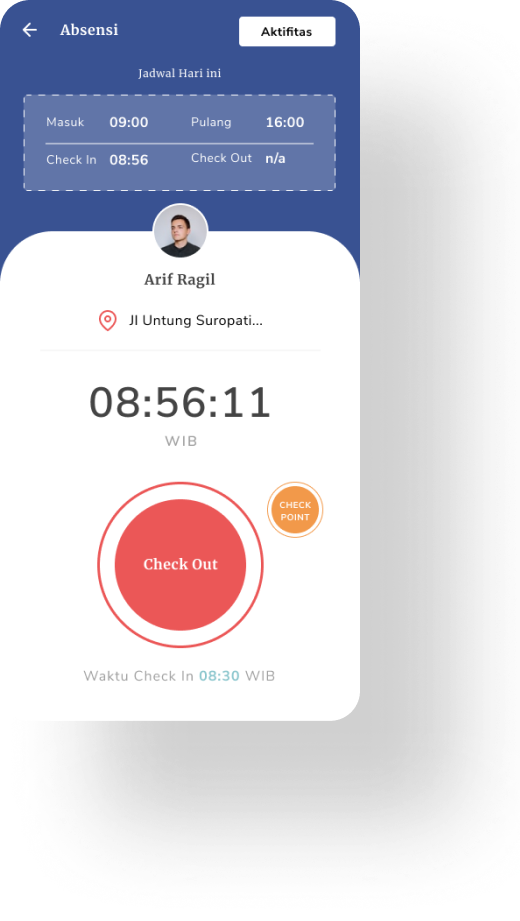 Absensi
Aktifitas
Jadwal Hari ini
Masuk 09:00 Pulang 16:00
Check In 08:56 Check Out n/a
Arif Ragil
Jl Untung Suropati...
08:56:11
WIB
CHECK
POINT
Check Out
Waktu Check In 08:30 WIB